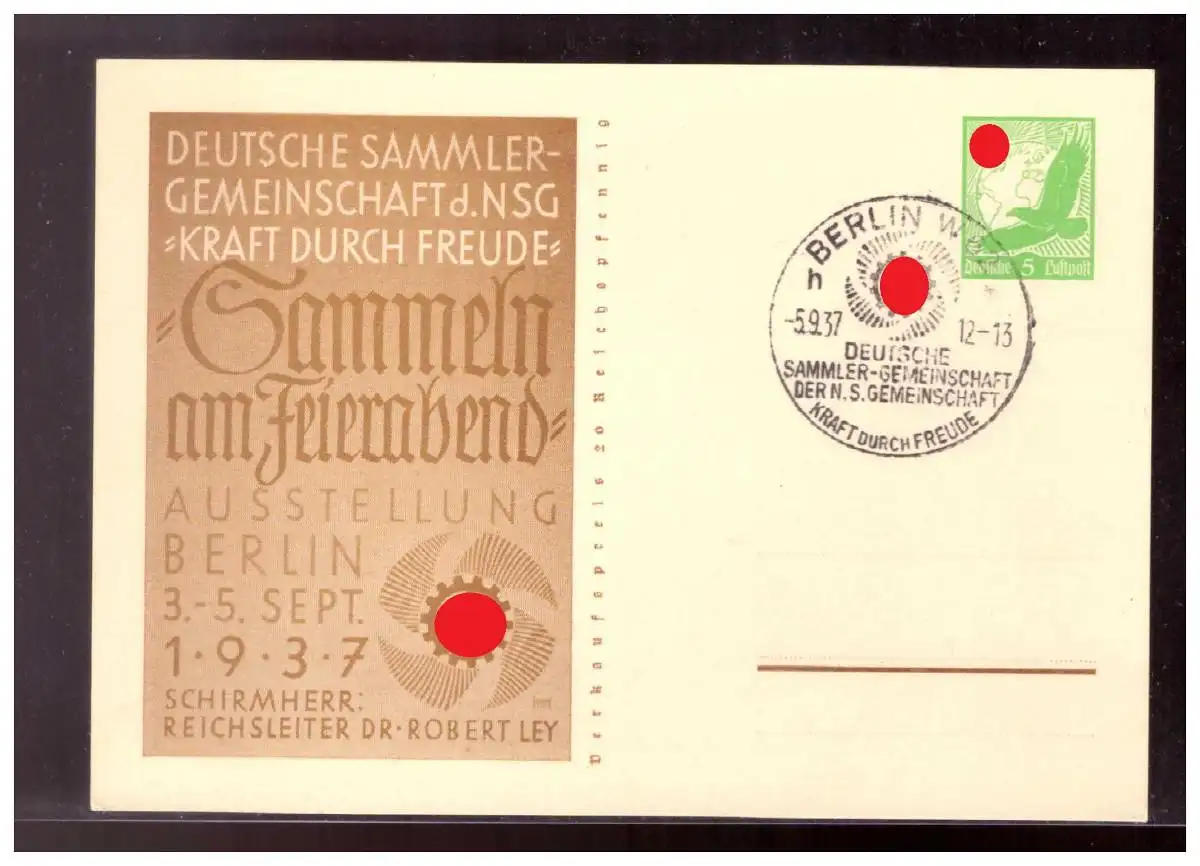 DEUTSCHE SAMMLER-
GEMEINSCHAFT d. NSG
"KRAFT DURCH FREUDE"
"Sammeln
am Feierabend"
AUSSTELLUNG
BERLIN
3.-5. SEPT.
1·9·3·7
SCHIRMHERR:
REICHSLEITER DR·ROBERT LEY
Verkaufspreis 20 Reichspfennig
Deutsche 5 Luftpost
BERLIN W
h
-5.9.37 12-13
DEUTSCHE
SAMMLER-GEMEINSCHAFT
DER N.S. GEMEINSCHAFT
KRAFT DURCH FREUDE